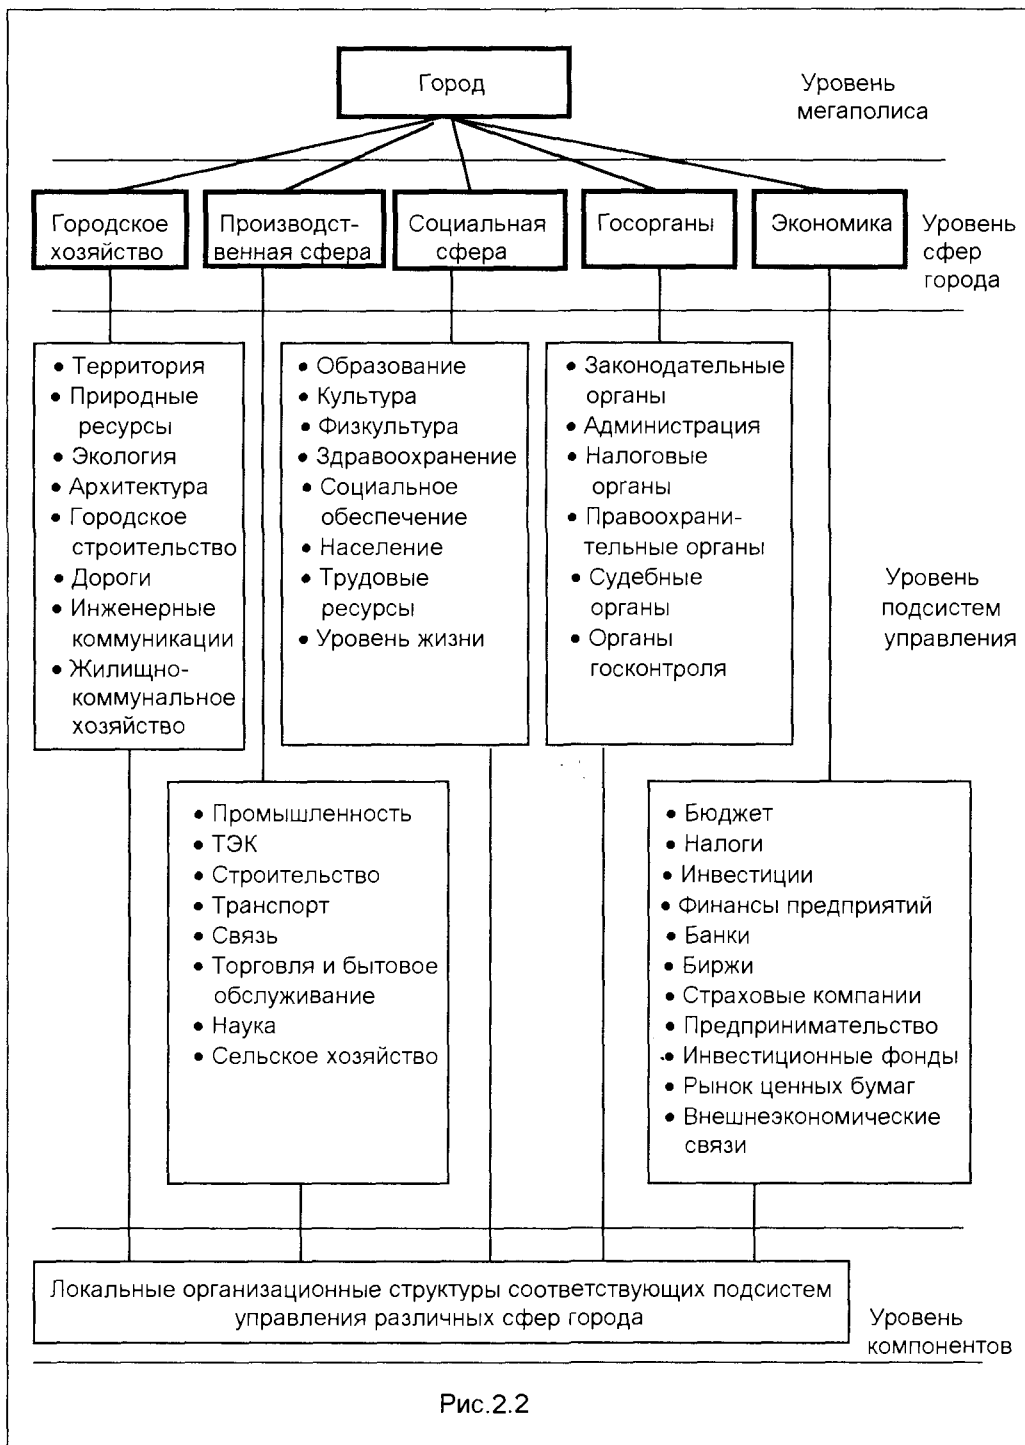 Город
Уровень
мегаполиса
Городское
хозяйство
Производст-
венная сфера
Социальная
сфера
Госорганы
Экономика
Уровень
сфер
города
• Территория
• Природные
ресурсы
• Экология
• Архитектура
• Городское
строительство
• Дороги
• Инженерные
коммуникации
• Жилищно-
коммунальное
хозяйство
• Образование
• Культура
• Физкультура
• Здравоохранение
• Социальное
обеспечение
• Население
• Трудовые
ресурсы
• Уровень жизни
• Законодательные
органы
• Администрация
• Налоговые
органы
• Правоохрани-
тельные органы
• Судебные
органы
• Органы
госконтроля
Уровень
подсистем
управления
• Промышленность
• ТЭК
• Строительство
• Транспорт
• Связь
• Торговля и бытовое
обслуживание
• Наука
• Сельское хозяйство
• Бюджет
• Налоги
• Инвестиции
• Финансы предприятий
• Банки
• Биржи
• Страховые компании
• Предпринимательство
• Инвестиционные фонды
• Рынок ценных бумаг
• Внешнеэкономические
связи
Локальные организационные структуры соответствующих подсистем
управления различных сфер города
Уровень
компонентов
Рис.2.2